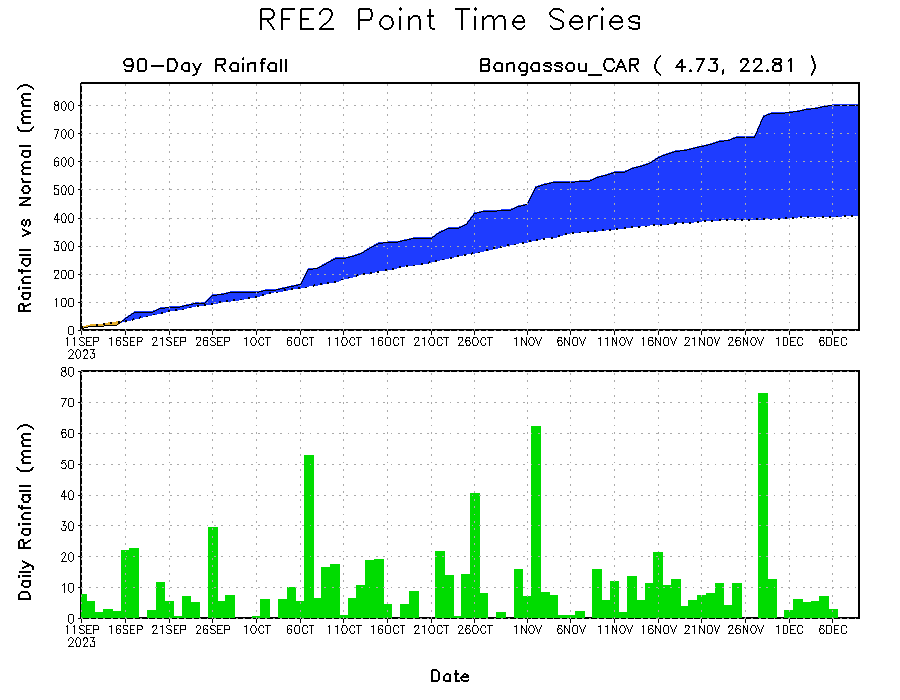 RFE2 Point Time Series
90-Day Rainfall
Bangassou_CAR ( 4.73, 22.81 )
Rainfall vs Normal (mm)
800
700
600
500
400
300
200
100
0
11SEP 16SEP 21SEP 26SEP 1OCT 6OCT 11OCT 16OCT 21OCT 26OCT 1NOV 6NOV 11NOV 16NOV 21NOV 26NOV 1DEC 6DEC
2023
Daily Rainfall (mm)
80
70
60
50
40
30
20
10
0
11SEP 16SEP 21SEP 26SEP 1OCT 6OCT 11OCT 16OCT 21OCT 26OCT 1NOV 6NOV 11NOV 16NOV 21NOV 26NOV 1DEC 6DEC
2023
Date